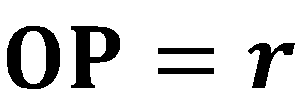 OP = r